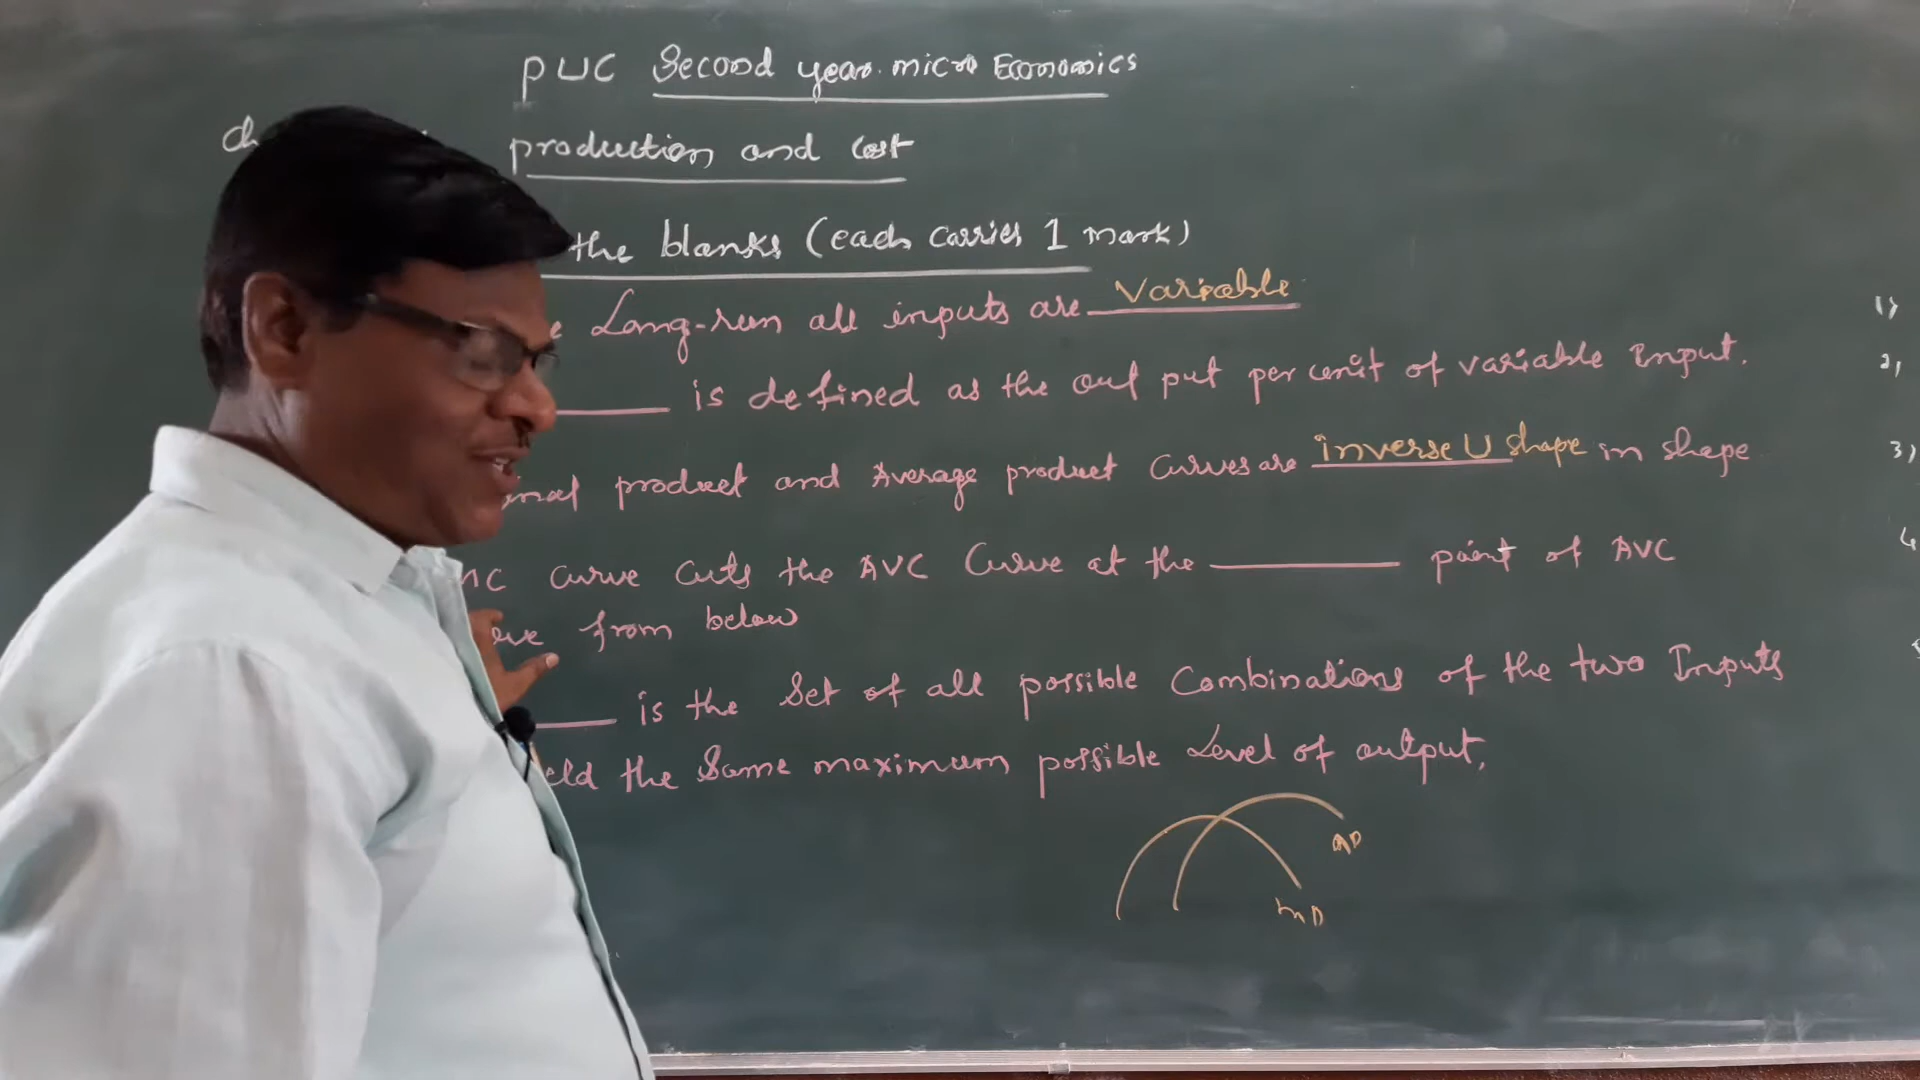 PUC Second year micro Economics
production and Cost
the blanks (each carries 1 mark)
Long-run all inputs are Variable
is defined as the out put per unit of variable Input.
product and Average product Curves are inverse U shape in shape
Curve Cuts the AVC Curve at the point of AVC
from below
is the Set of all possible Combinations of the two Inputs
the Same maximum possible Level of output.
AP
MP
1)
2)
3)
4